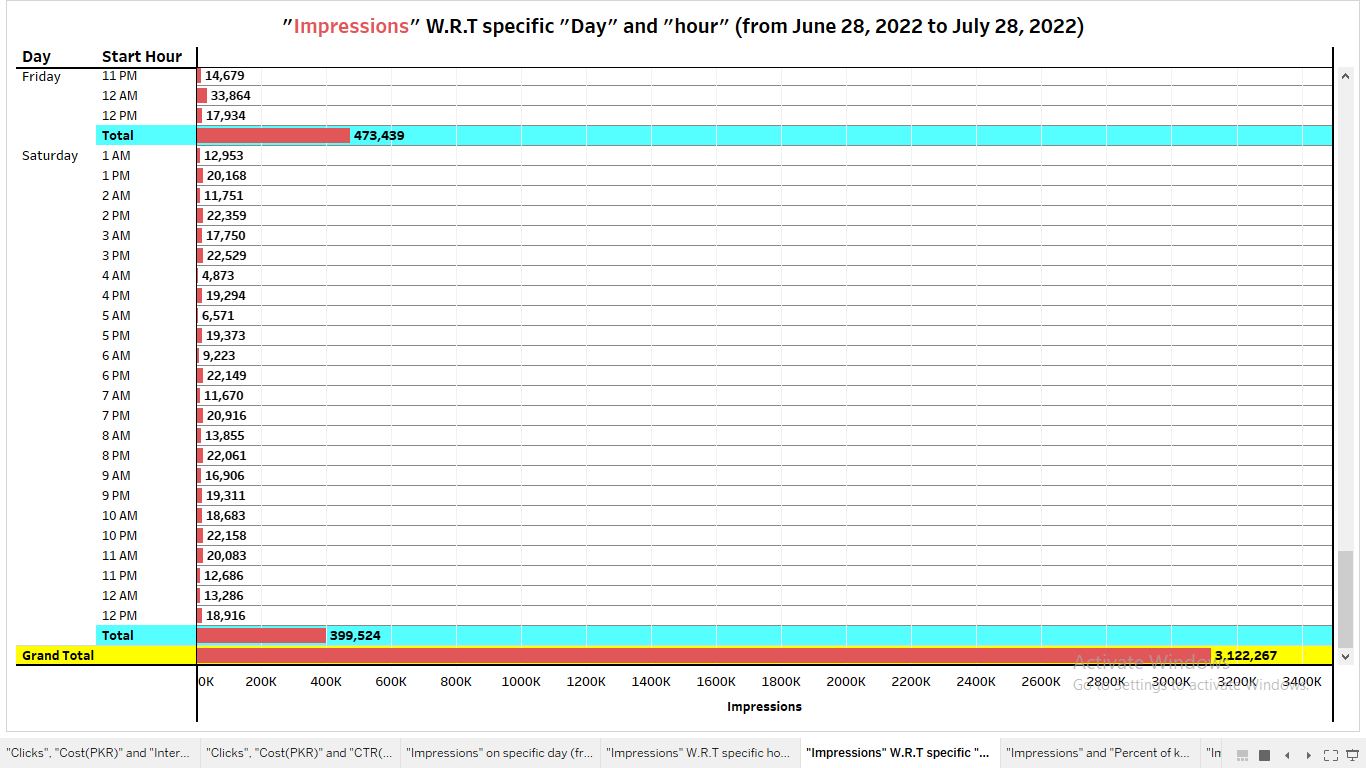 "Impressions" W.R.T specific "Day" and "hour" (from June 28, 2022 to July 28, 2022)
Day Start Hour
Friday 11 PM 14,679
12 AM 33,864
12 PM 17,934
Total 473,439
Saturday 1 AM 12,953
1 PM 20,168
2 AM 11,751
2 PM 22,359
3 AM 17,750
3 PM 22,529
4 AM 4,873
4 PM 19,294
5 AM 6,571
5 PM 19,373
6 AM 9,223
6 PM 22,149
7 AM 11,670
7 PM 20,916
8 AM 13,855
8 PM 22,061
9 AM 16,906
9 PM 19,311
10 AM 18,683
10 PM 22,158
11 AM 20,083
11 PM 12,686
12 AM 13,286
12 PM 18,916
Total 399,524
Grand Total 3,122,267
Activate Windows
0K 200K 400K 600K 800K 1000K 1200K 1400K 1600K 1800K 2000K 2200K 2400K 2600K 2800K 3000K 3200K 3400K
Go to Settings to activate Windows.
Impressions
"Clicks", "Cost(PKR)" and "Inter... "Clicks", "Cost(PKR)" and "CTR(... "Impressions" on specific day (fr... "Impressions" W.R.T specific ho... "Impressions" W.R.T specific "... "Impressions" and "Percent of k... "In